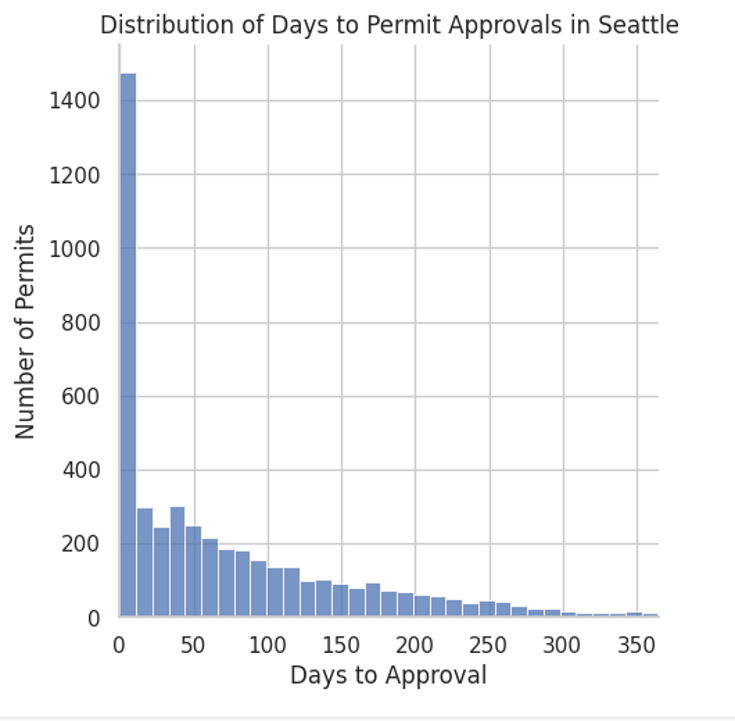 Distribution of Days to Permit Approvals in Seattle
Number of Permits
1400
1200
1000
800
600
400
200
0
0 50 100 150 200 250 300 350
Days to Approval